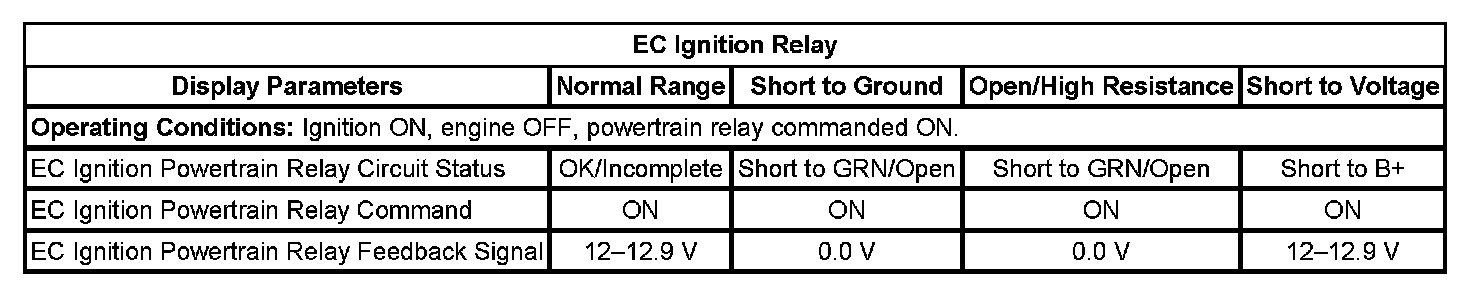 EC Ignition Relay
Display Parameters Normal Range Short to Ground Open/High Resistance Short to Voltage
Operating Conditions: Ignition ON, engine OFF, powertrain relay commanded ON.
EC Ignition Powertrain Relay Circuit Status OK/Incomplete Short to GRN/Open Short to GRN/Open Short to B+
EC Ignition Powertrain Relay Command ON ON ON ON
EC Ignition Powertrain Relay Feedback Signal 12–12.9 V 0.0 V 0.0 V 12–12.9 V